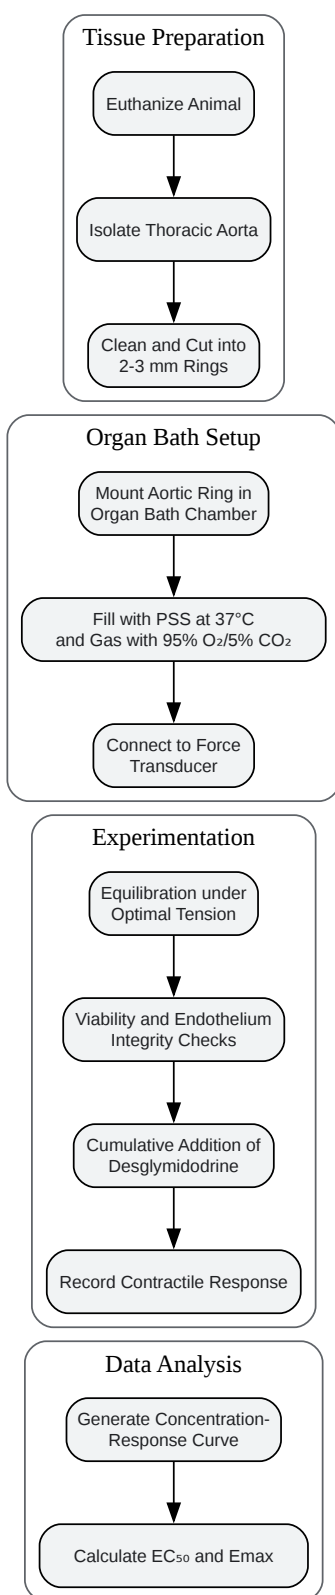 Tissue Preparation
Euthanize Animal
Isolate Thoracic Aorta
Clean and Cut into
2-3 mm Rings
Organ Bath Setup
Mount Aortic Ring in
Organ Bath Chamber
Fill with PSS at 37°C
and Gas with 95% O₂/5% CO₂
Connect to Force
Transducer
Experimentation
Equilibration under
Optimal Tension
Viability and Endothelium
Integrity Checks
Cumulative Addition of
Desglymidodrine
Record Contractile Response
Data Analysis
Generate Concentration-
Response Curve
Calculate EC₅₀ and Emax